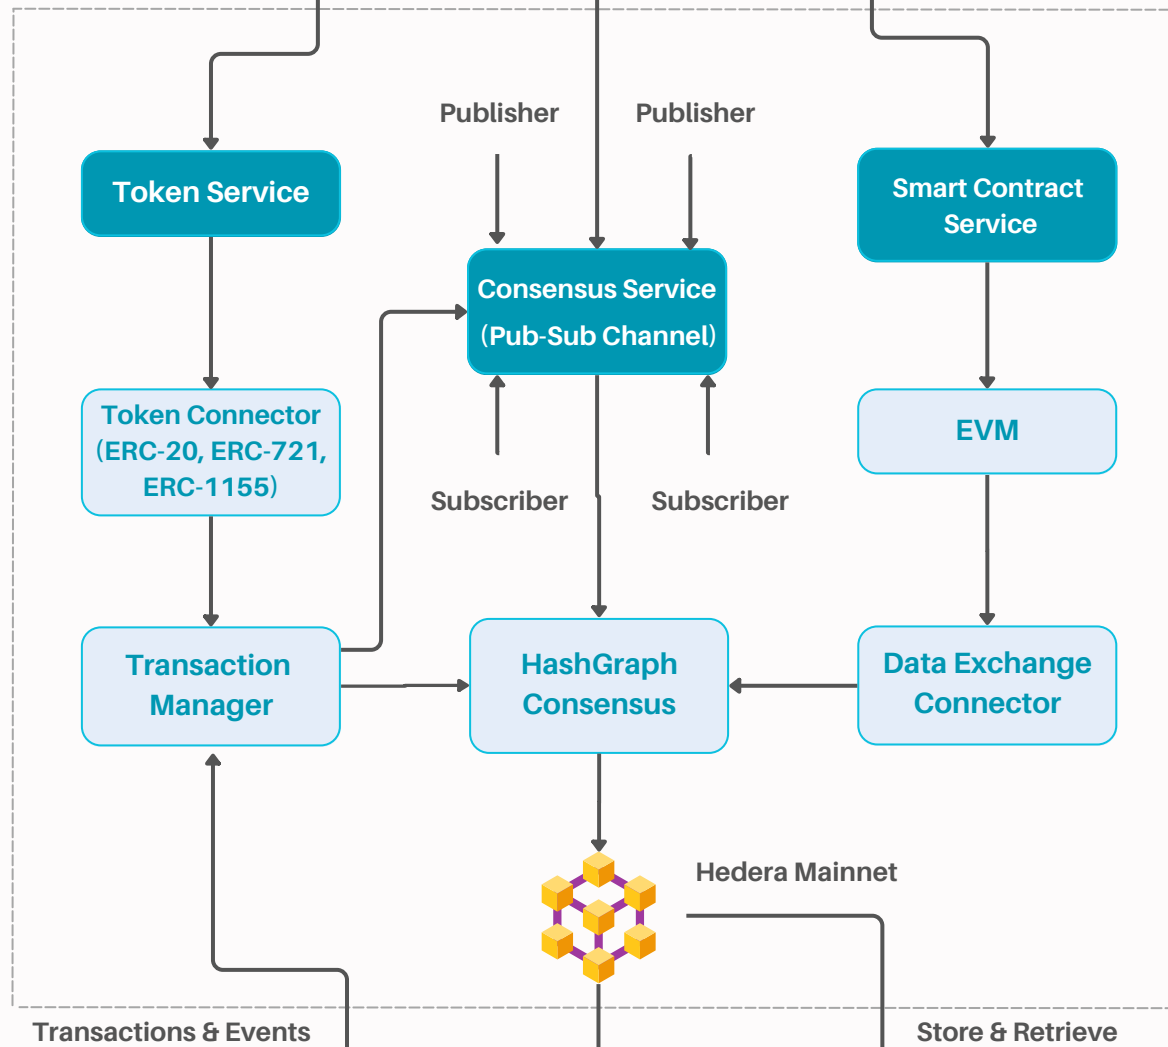 Publisher
Publisher
Token Service
Smart Contract
Service
Consensus Service
(Pub-Sub Channel)
Token Connector
(ERC-20, ERC-721,
ERC-1155)
EVM
Subscriber
Subscriber
Transaction
Manager
HashGraph
Consensus
Data Exchange
Connector
Hedera Mainnet
Transactions & Events
Store & Retrieve